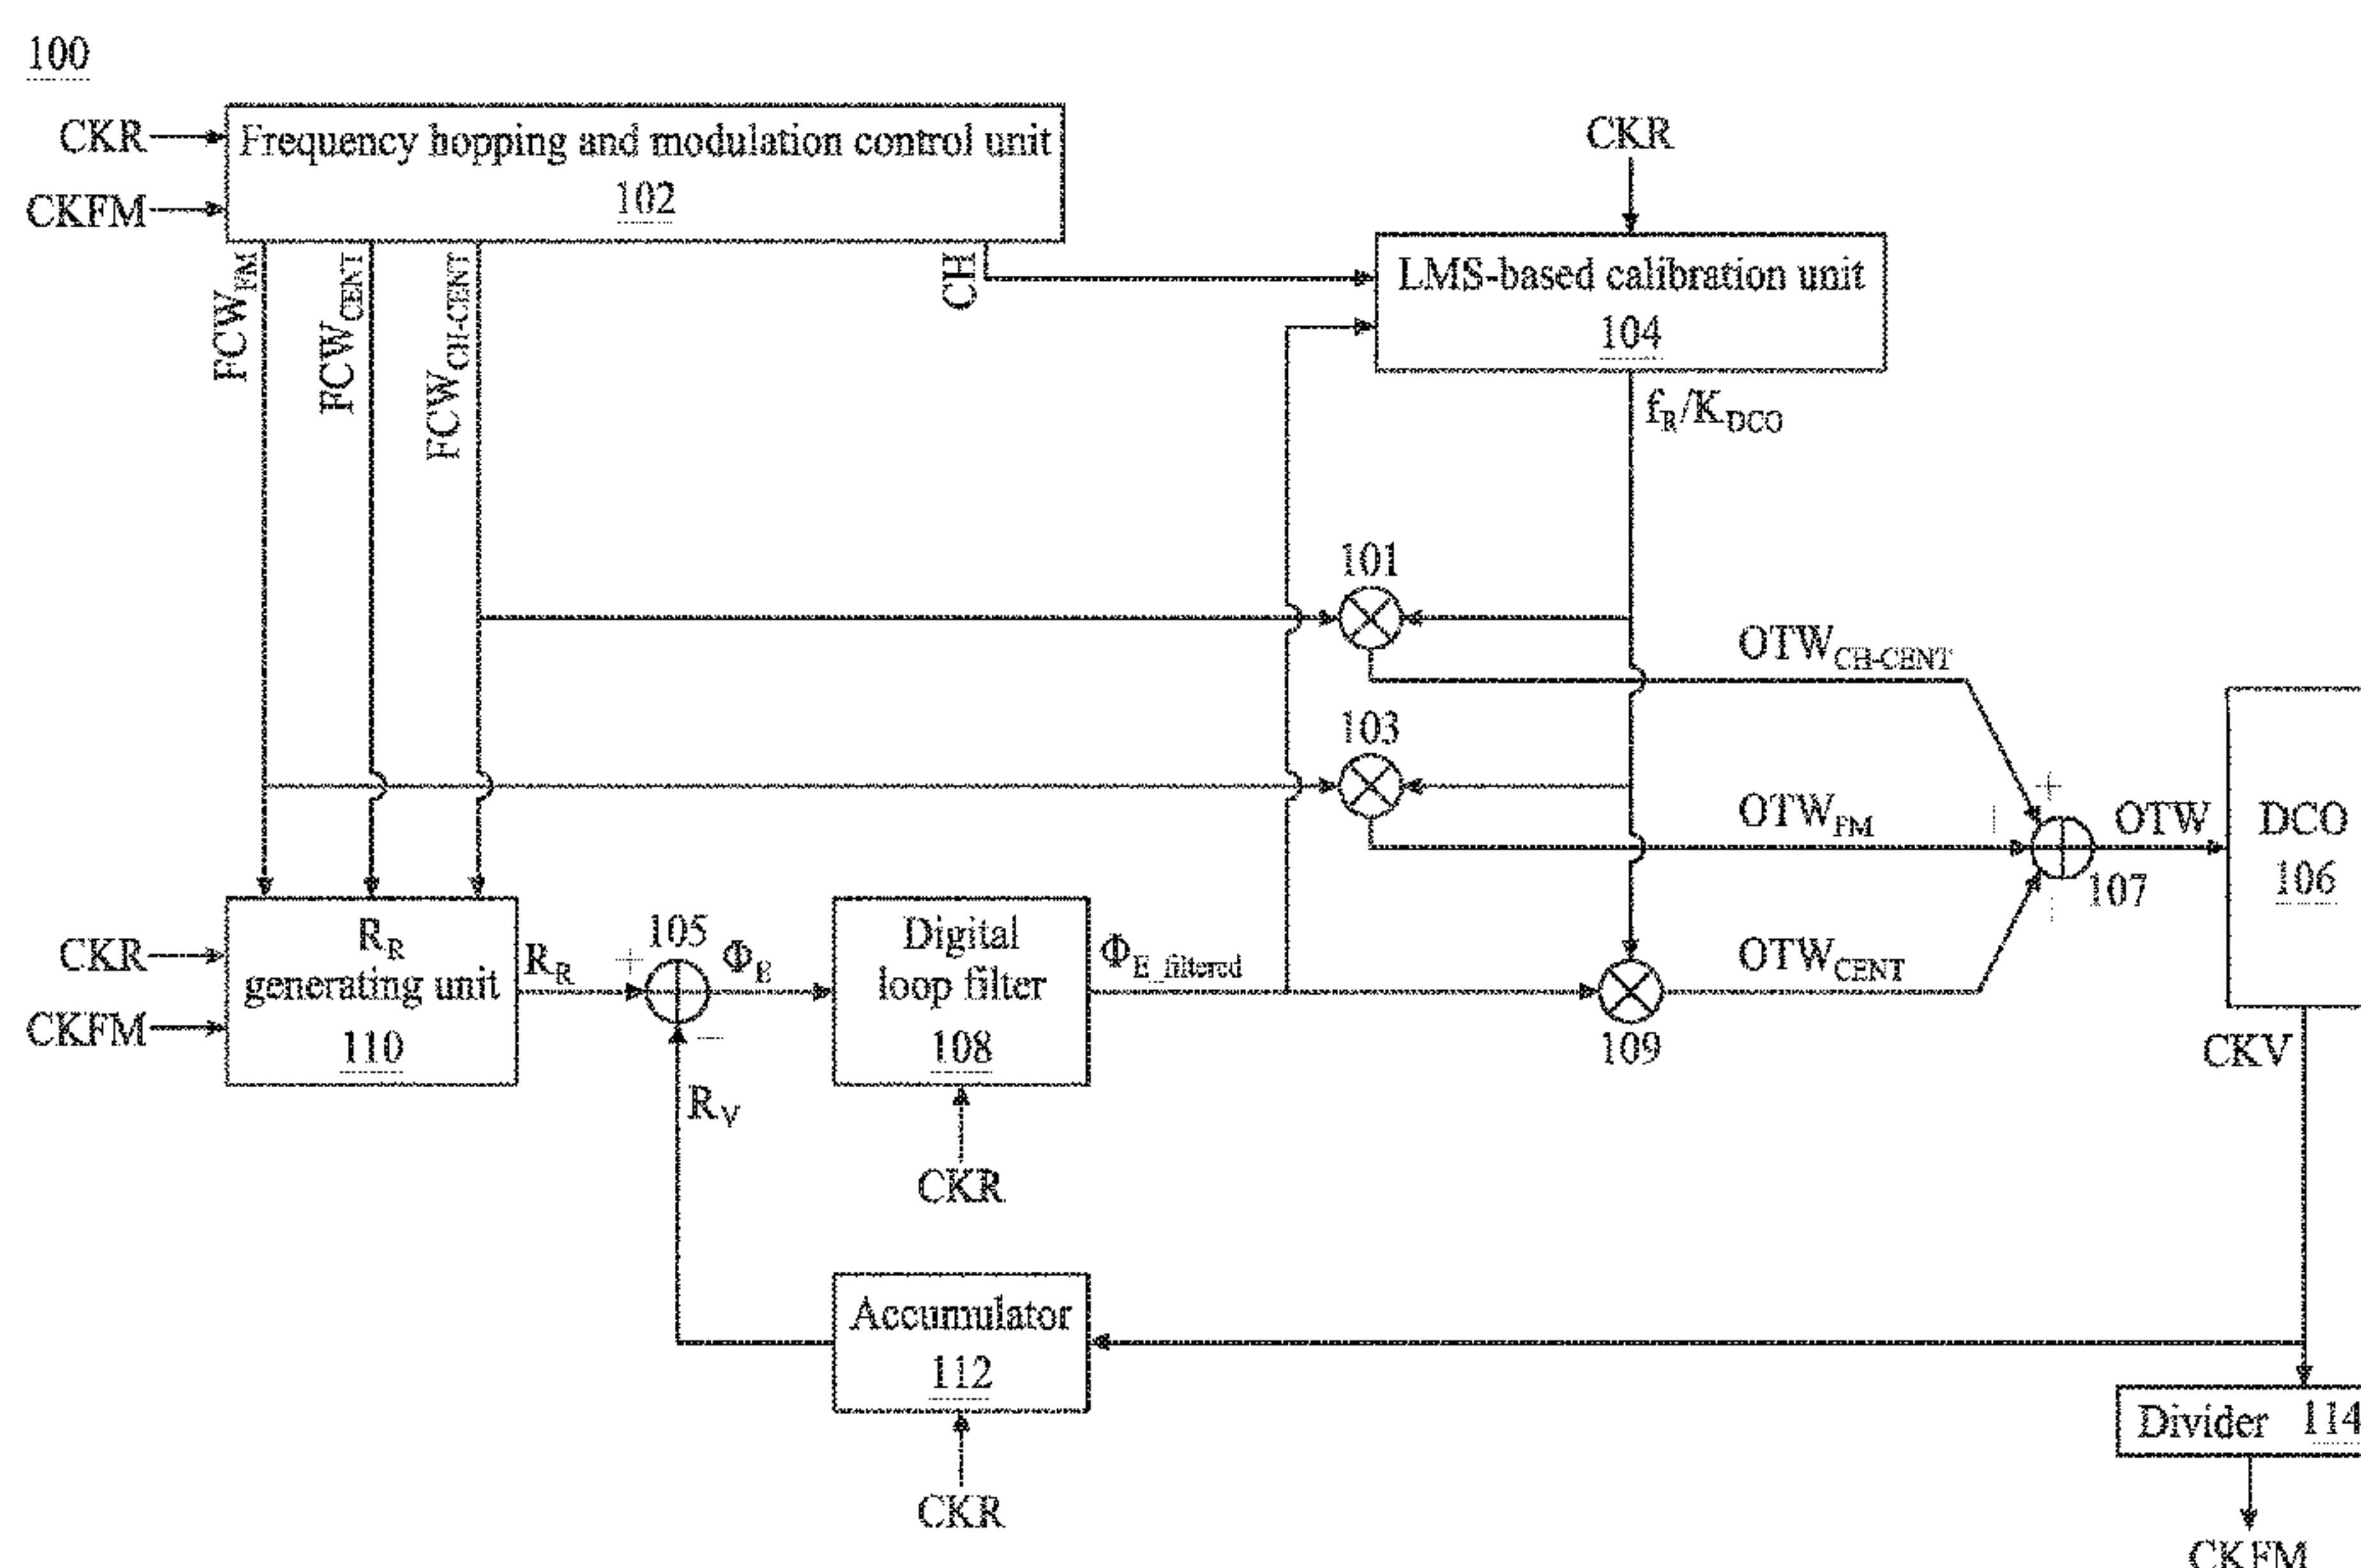 100
CKR
CKFM
Frequency hopping and modulation control unit
102
FCW_FM
FCW_CENT
FCW_CH-CENT
CH
CKR
LMS-based calibration unit
104
f_R/K_DCO
101
OTW_CH-CENT
103
+
OTW_FM
OTW
107
DCO
106
CKR
CKFM
R_R
generating unit
110
R_R
+
105
−
Φ_E
Digital
loop filter
108
Φ_E_filtered
CKR
109
OTW_CENT
CKV
R_V
Accumulator
112
CKR
Divider 114
CKFM